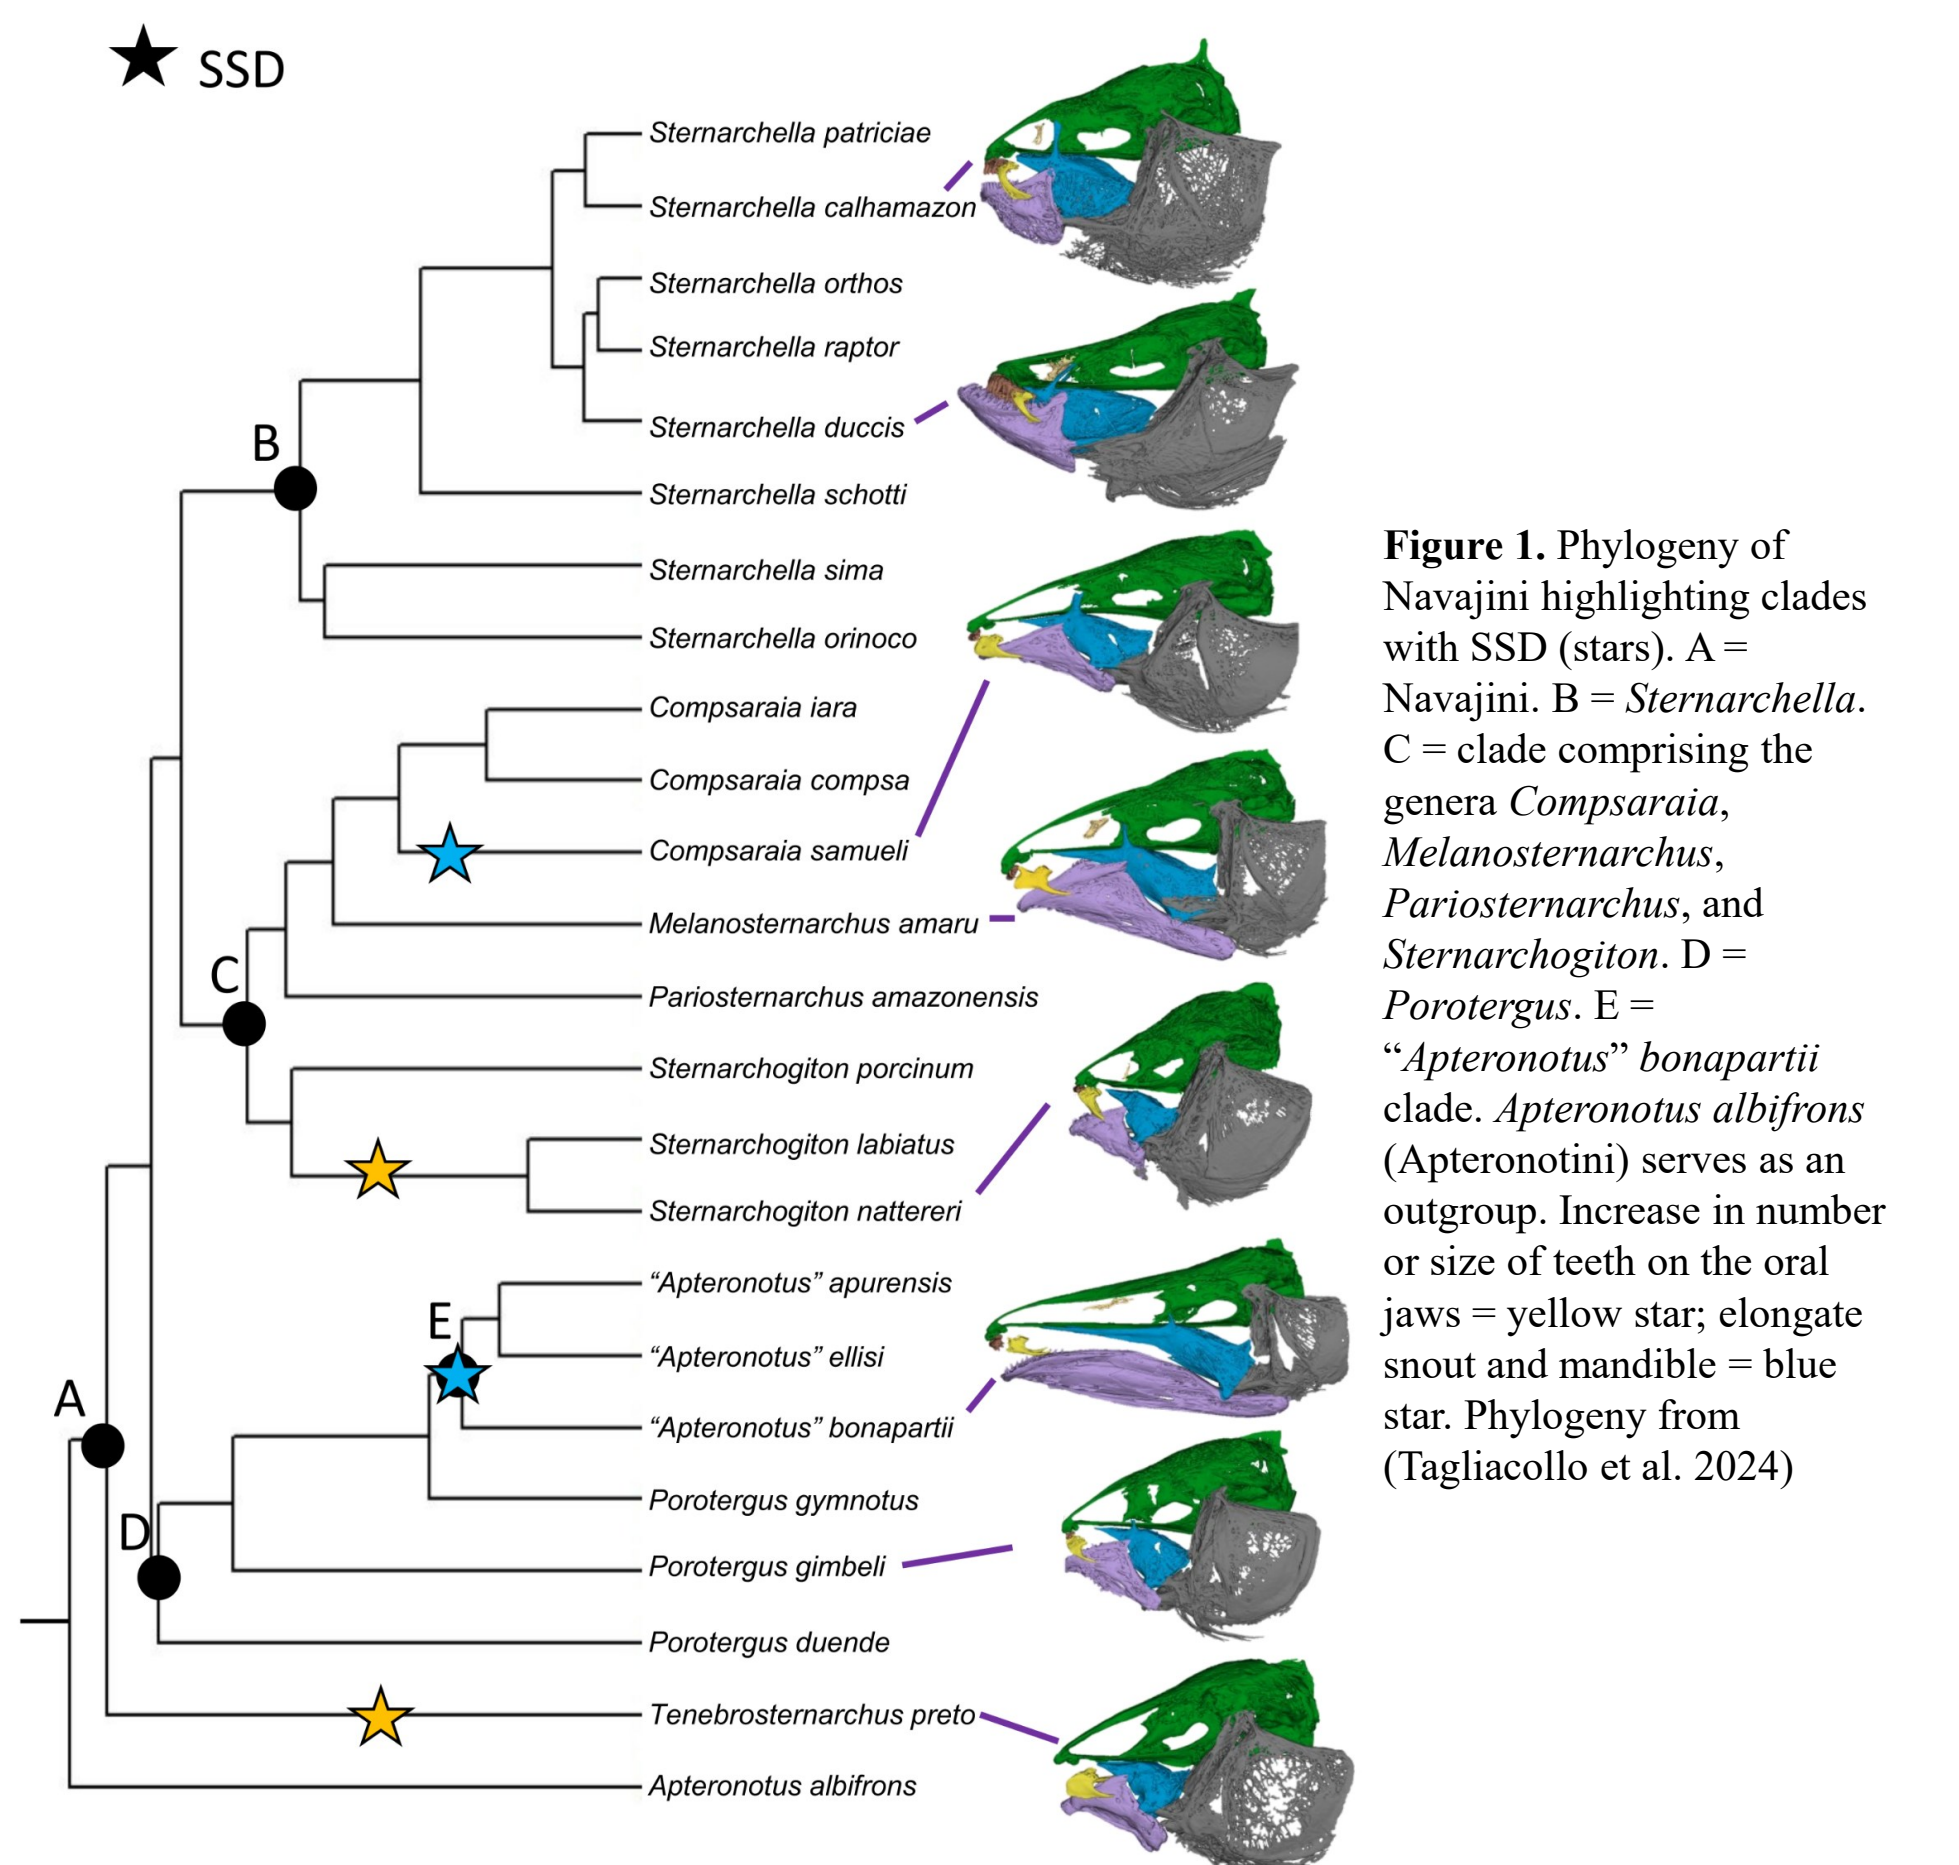 SSD
Sternarchella patriciae
Sternarchella calhamazon
Sternarchella orthos
Sternarchella raptor
Sternarchella duccis
B
Sternarchella schotti
Sternarchella sima
Sternarchella orinoco
Compsaraia iara
Compsaraia compsa
Compsaraia samueli
Melanosternarchus amaru
C
Pariosternarchus amazonensis
Sternarchogiton porcinum
Sternarchogiton labiatus
Sternarchogiton nattereri
“Apteronotus” apurensis
E
“Apteronotus” ellisi
A
“Apteronotus” bonapartii
Porotergus gymnotus
D
Porotergus gimbeli
Porotergus duende
Tenebrosternarchus preto
Apteronotus albifrons
Figure 1. Phylogeny of
Navajini highlighting clades
with SSD (stars). A =
Navajini. B = Sternarchella.
C = clade comprising the
genera Compsaraia,
Melanosternarchus,
Pariosternarchus, and
Sternarchogiton. D =
Porotergus. E =
“Apteronotus” bonapartii
clade. Apteronotus albifrons
(Apteronotini) serves as an
outgroup. Increase in number
or size of teeth on the oral
jaws = yellow star; elongate
snout and mandible = blue
star. Phylogeny from
(Tagliacollo et al. 2024)